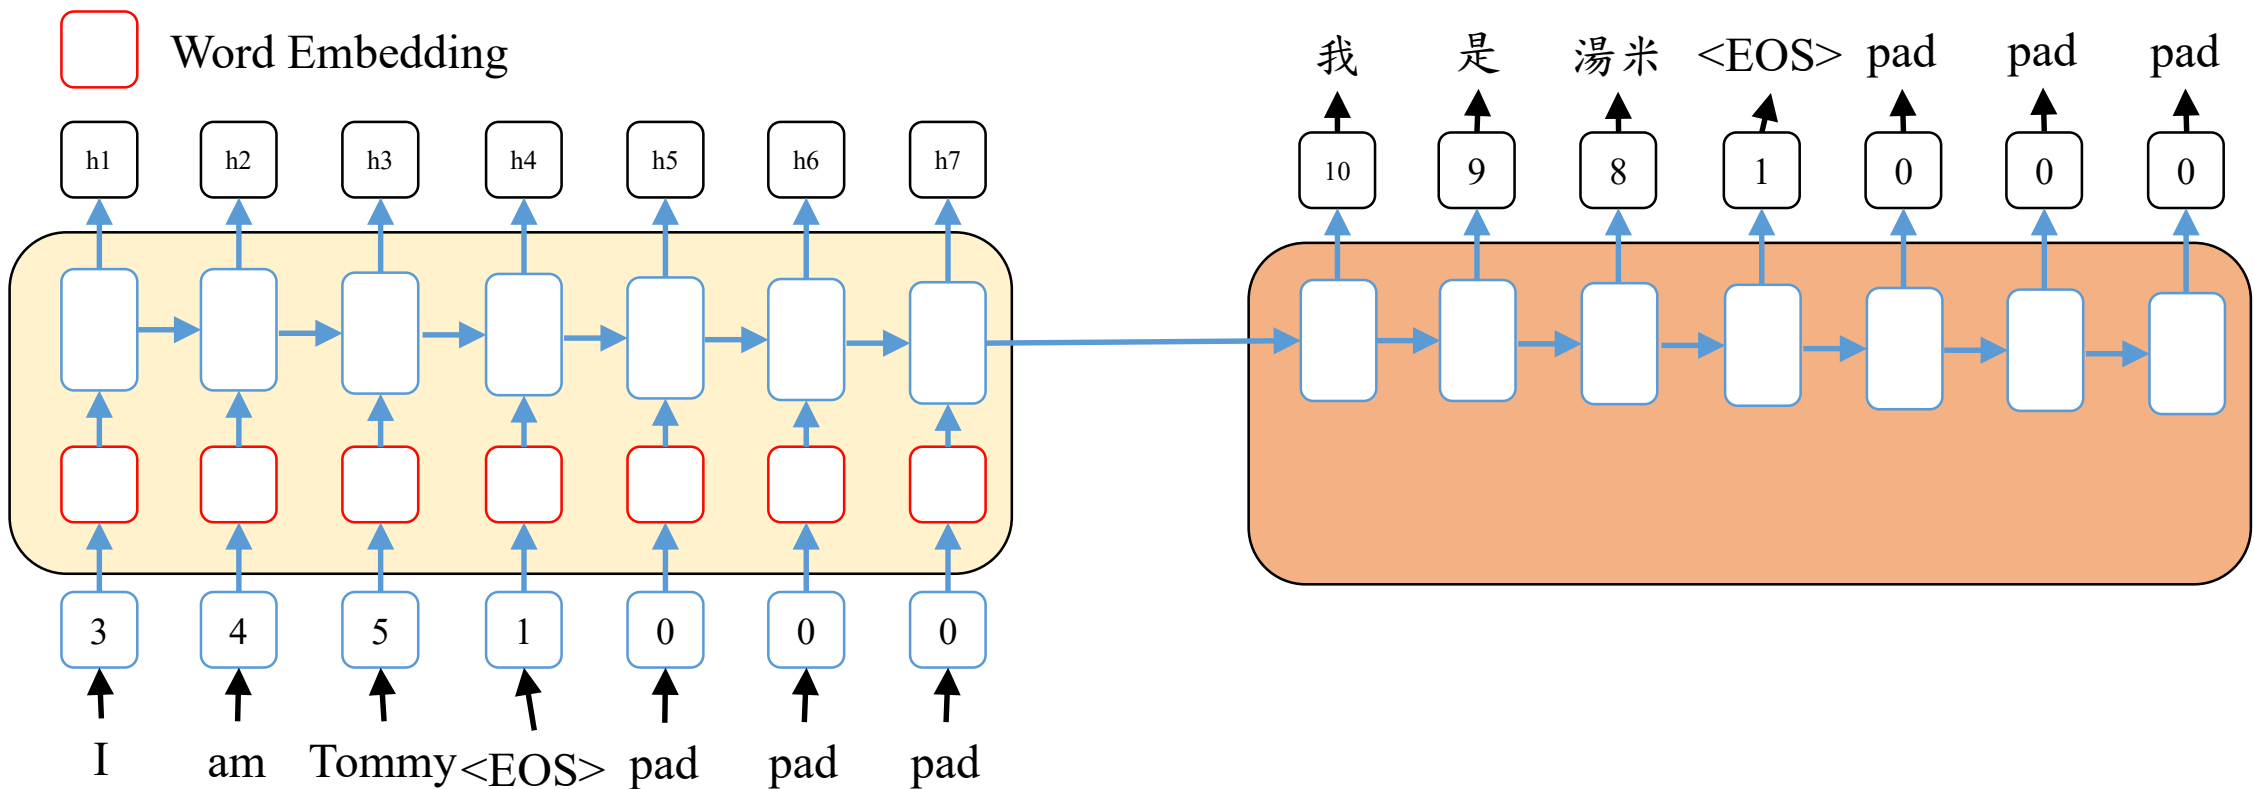 Word Embedding
我 是 湯米 <EOS> pad pad pad
h1 h2 h3 h4 h5 h6 h7
10 9 8 1 0 0 0
3 4 5 1 0 0 0
I am Tommy <EOS> pad pad pad